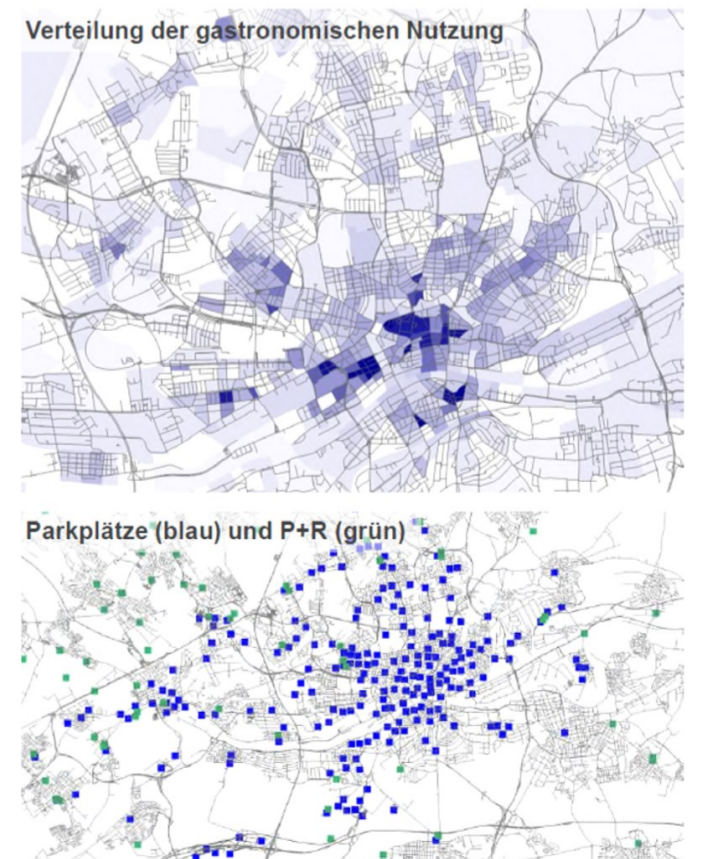 Verteilung der gastronomischen Nutzung
Parkplätze (blau) und P+R (grün)